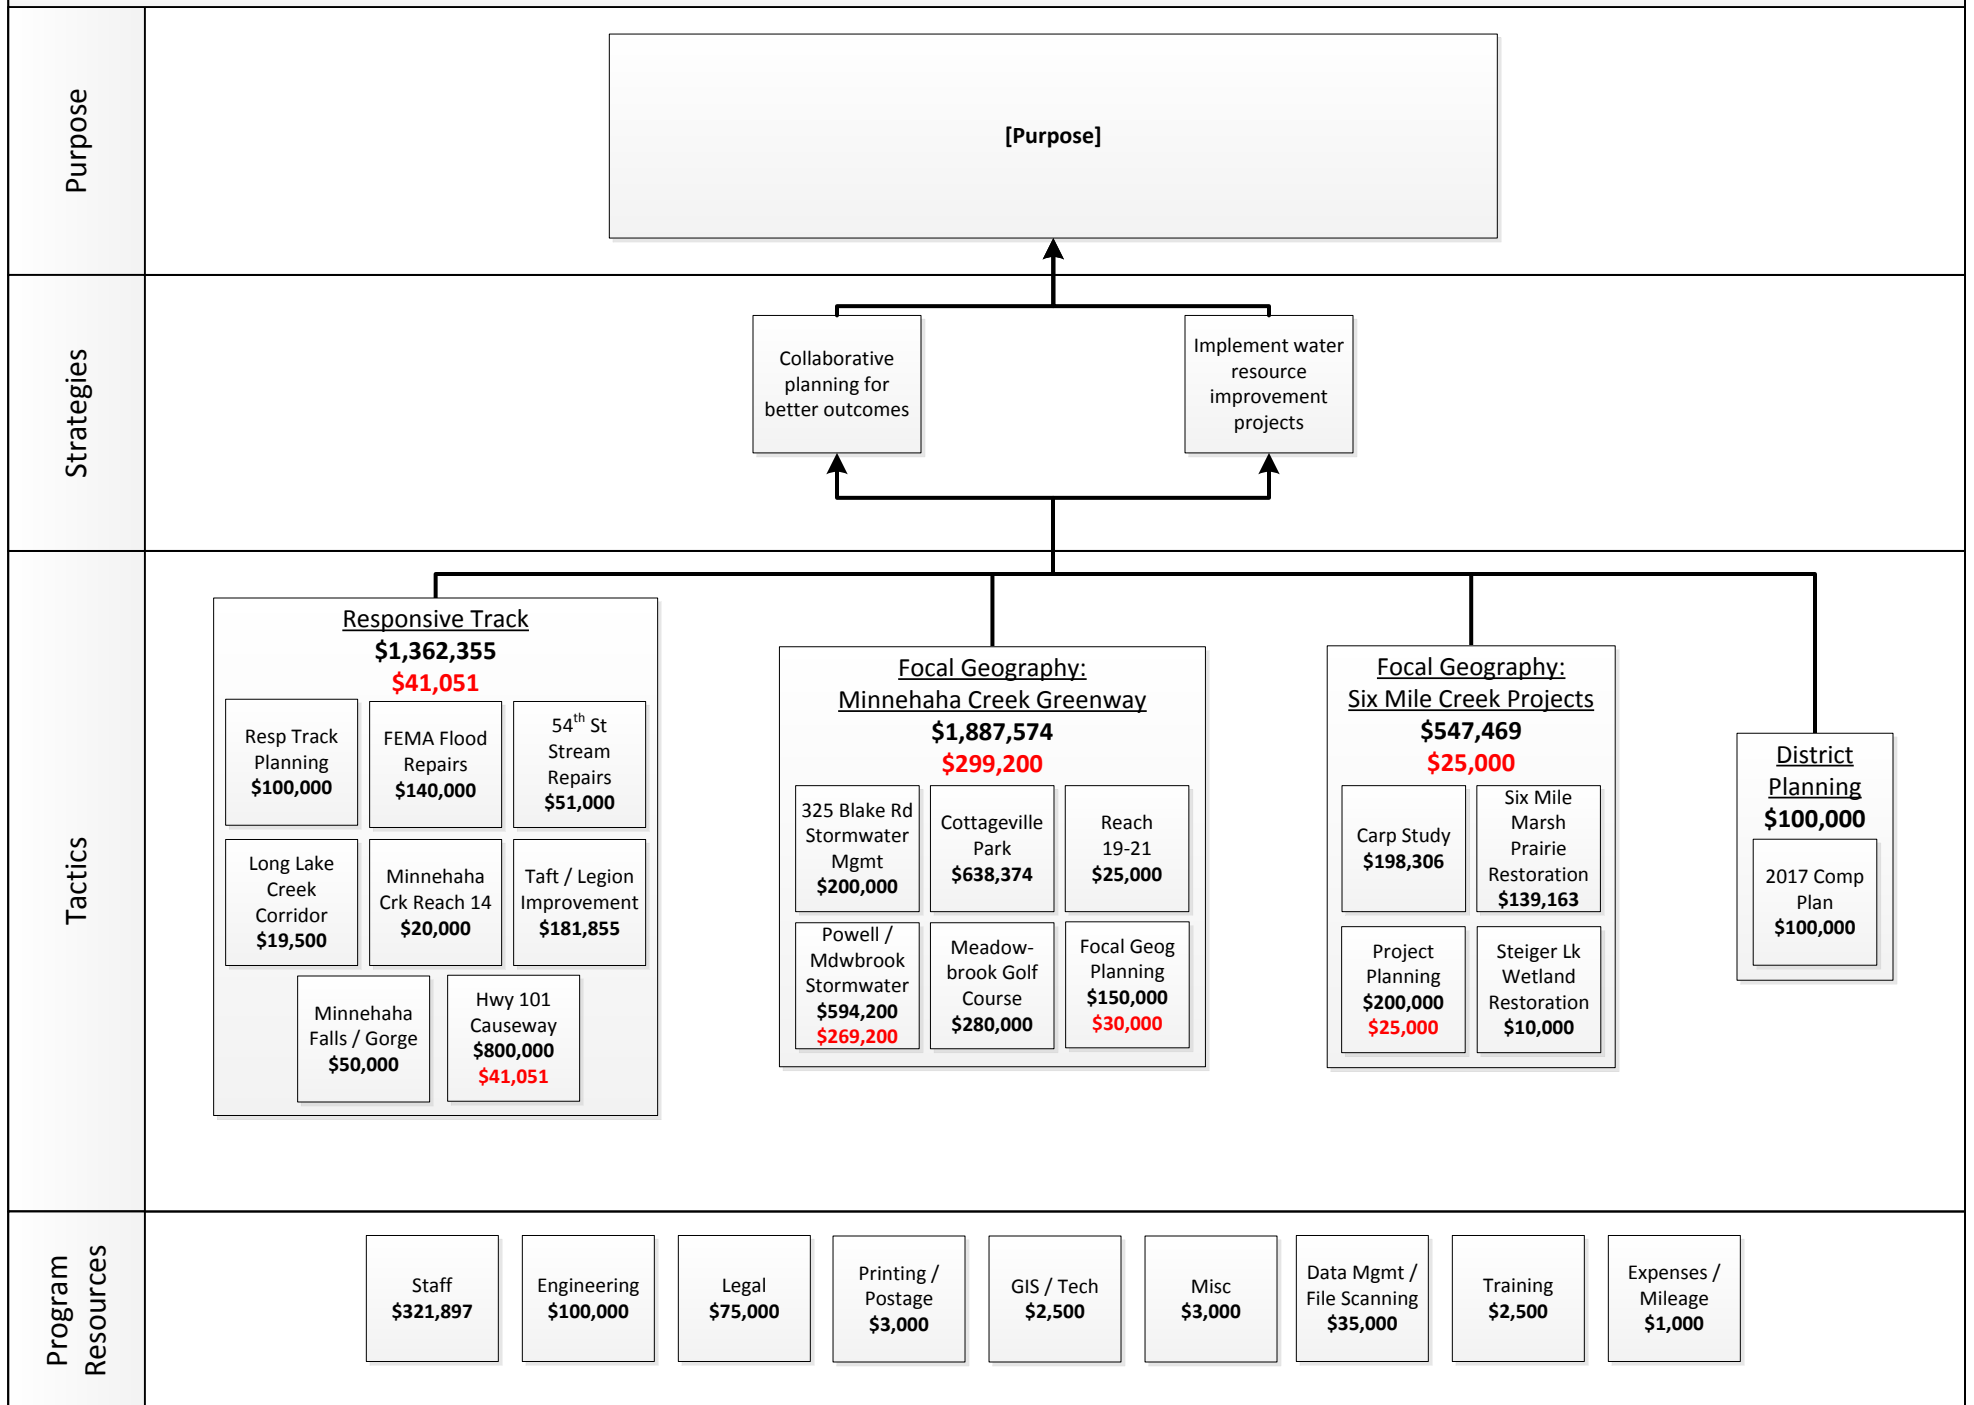 Purpose
[Purpose]
Strategies
Collaborative
planning for
better outcomes
Implement water
resource
improvement
projects
Tactics
Responsive Track
$1,362,355
$41,051
Resp Track
Planning
$100,000
FEMA Flood
Repairs
$140,000
54th St
Stream
Repairs
$51,000
Long Lake
Creek
Corridor
$19,500
Minnehaha
Crk Reach 14
$20,000
Taft / Legion
Improvement
$181,855
Minnehaha
Falls / Gorge
$50,000
Hwy 101
Causeway
$800,000
$41,051
Focal Geography:
Minnehaha Creek Greenway
$1,887,574
$299,200
325 Blake Rd
Stormwater
Mgmt
$200,000
Cottageville
Park
$638,374
Reach
19-21
$25,000
Powell /
Mdwbrook
Stormwater
$594,200
$269,200
Meadow-
brook Golf
Course
$280,000
Focal Geog
Planning
$150,000
$30,000
Focal Geography:
Six Mile Creek Projects
$547,469
$25,000
Carp Study
$198,306
Six Mile
Marsh
Prairie
Restoration
$139,163
Project
Planning
$200,000
$25,000
Steiger Lk
Wetland
Restoration
$10,000
District
Planning
$100,000
2017 Comp
Plan
$100,000
Program
Resources
Staff
$321,897
Engineering
$100,000
Legal
$75,000
Printing /
Postage
$3,000
GIS / Tech
$2,500
Misc
$3,000
Data Mgmt /
File Scanning
$35,000
Training
$2,500
Expenses /
Mileage
$1,000